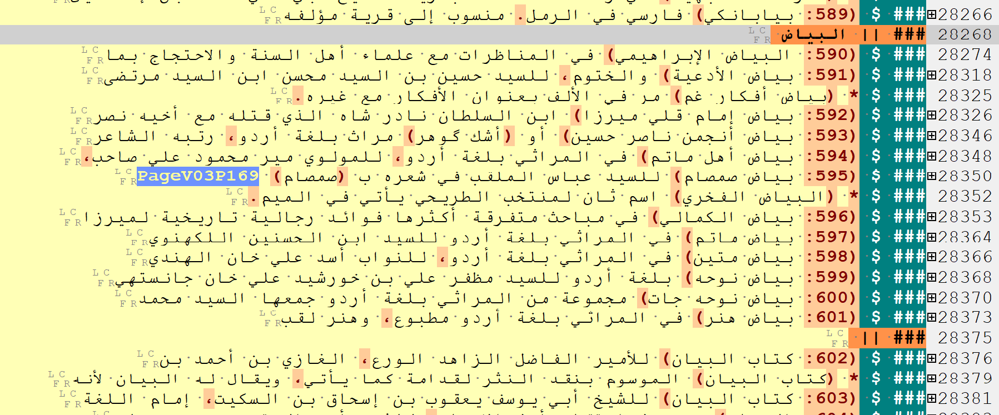 28266 ### $ (589: بيابانكي) فارسي في الرمل. منسوب إلى قرية مؤلفه
28268 ### || البياض
28274 ### $ (590: البياض الإبراهيمي) في المناظرات مع علماء أهل السنة والاحتجاج بما
28318 ### $ (591: بياض الأدعية) والختوم، للسيد حسين بن السيد محسن ابن السيد مرتضى
28325 ### $ * (بياض أفكار غم) مر في الألف بعنوان الأفكار مع غيره.
28326 ### $ (592: بياض إمام قلي ميرزا) ابن السلطان نادر شاه الذي قتله مع أخيه نصر
28346 ### $ (593: بياض أنجمن ناصر حسين) أو (أشك گوهر) مراث بلغة أردو، رتبه الشاعر
28348 ### $ (594: بياض أهل ماتم) في المراثي بلغة أردو، للمولوي مير محمود علي صاحب،
28350 ### $ (595: بياض صمصام) للسيد عباس الملقب في شعره ب (صمصام) PageV03P169
28352 ### $ * (البياض الفخري) اسم ثان لمنتخب الطريحي يأتي في الميم.
28353 ### $ (596: بياض الكمالي) في مباحث متفرقة أكثرها فوائد رجالية تاريخية لميرزا
28364 ### $ (597: بياض ماتم) في المراثي بلغة أردو للسيد ابن الحسنين اللكهنوي
28366 ### $ (598: بياض متين) في المراثي بلغة أردو، للنواب أسد علي خان الهندي
28368 ### $ (599: بياض نوحه) بلغة أردو للسيد مظفر علي بن خورشيد علي خان جانستهي
28370 ### $ (600: بياض نوحه جات) مجموعة من المراثي بلغة أردو جمعها السيد محمد
28373 ### $ (601: بياض هنر) في المراثي بلغة أردو مطبوع، وهنر لقب
28375 ### ||
28376 ### $ (602: كتاب البيان) للأمير الفاضل الزاهد الورع، الغازي بن أحمد بن
28379 ### $ * (كتاب البيان) الموسوم بنقد النثر لقدامة كما يأتي، ويقال له البيان لأنه
28381 ### $ (603: كتاب البيان) للشيخ أبي يوسف يعقوب بن إسحاق بن السكيت، إمام اللغة